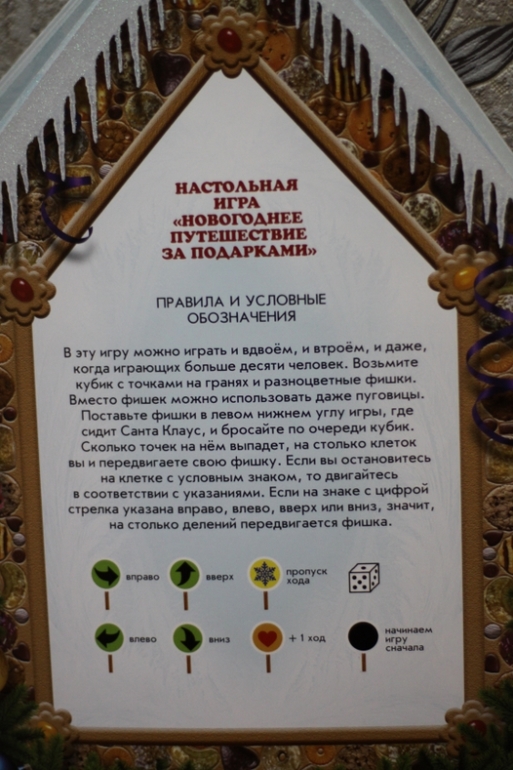 НАСТОЛЬНАЯ
ИГРА
«НОВОГОДНЕЕ
ПУТЕШЕСТВИЕ
ЗА ПОДАРКАМИ»
ПРАВИЛА И УСЛОВНЫЕ
ОБОЗНАЧЕНИЯ
В эту игру можно играть и вдвоём, и втроём, и даже,
когда играющих больше десяти человек. Возьмите
кубик с точками на гранях и разноцветные фишки.
Вместо фишек можно использовать даже пуговицы.
Поставьте фишки в левом нижнем углу игры, где
сидит Санта Клаус, и бросайте по очереди кубик.
Сколько точек на нём выпадет, на столько клеток
вы и передвигаете свою фишку. Если вы остановитесь
на клетке с условным знаком, то двигайтесь
в соответствии с указаниями. Если на знаке с цифрой
стрелка указана вправо, влево, вверх или вниз, значит,
на столько делений передвигается фишка.
вправо
вверх
пропуск
хода
влево
вниз
+ 1 ход
начинаем
игру
сначала